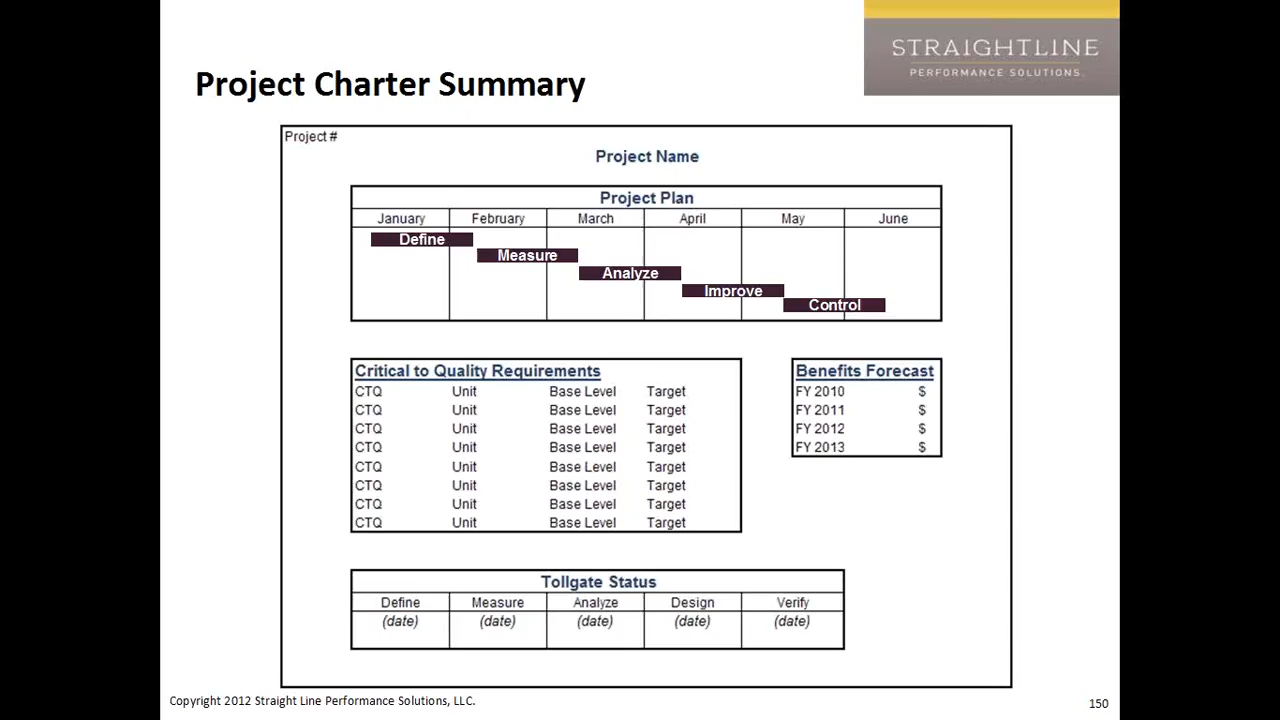 STRAIGHTLINE
PERFORMANCE SOLUTIONS.
Project Charter Summary
Project #
Project Name
Project Plan
January February March April May June
Define
Measure
Analyze
Improve
Control
Critical to Quality Requirements
CTQ Unit Base Level Target
CTQ Unit Base Level Target
CTQ Unit Base Level Target
CTQ Unit Base Level Target
CTQ Unit Base Level Target
CTQ Unit Base Level Target
CTQ Unit Base Level Target
CTQ Unit Base Level Target
Benefits Forecast
FY 2010 $
FY 2011 $
FY 2012 $
FY 2013 $
Tollgate Status
Define Measure Analyze Design Verify
(date) (date) (date) (date) (date)
Copyright 2012 Straight Line Performance Solutions, LLC.
150